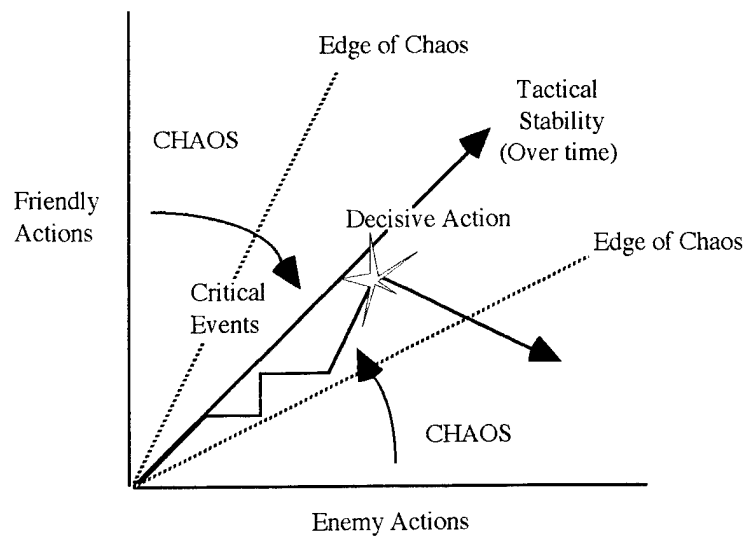 Edge of Chaos
Tactical
Stability
(Over time)
CHAOS
Friendly
Actions
Decisive Action
Edge of Chaos
Critical
Events
CHAOS
Enemy Actions